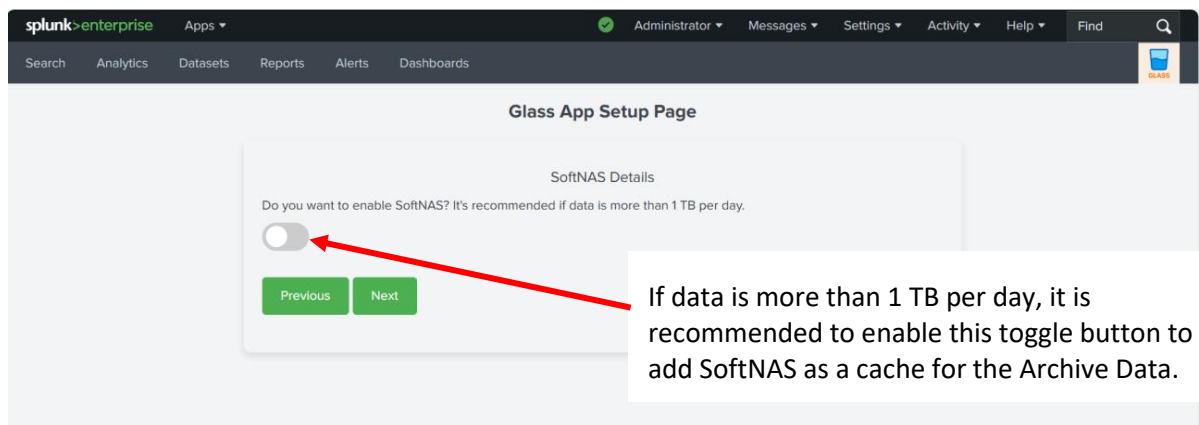 splunk>enterprise Apps Administrator Messages Settings Activity Help Find
Search Analytics Datasets Reports Alerts Dashboards
GLASS
Glass App Setup Page
SoftNAS Details
Do you want to enable SoftNAS? It's recommended if data is more than 1 TB per day.
Previous Next
If data is more than 1 TB per day, it is
recommended to enable this toggle button to
add SoftNAS as a cache for the Archive Data.